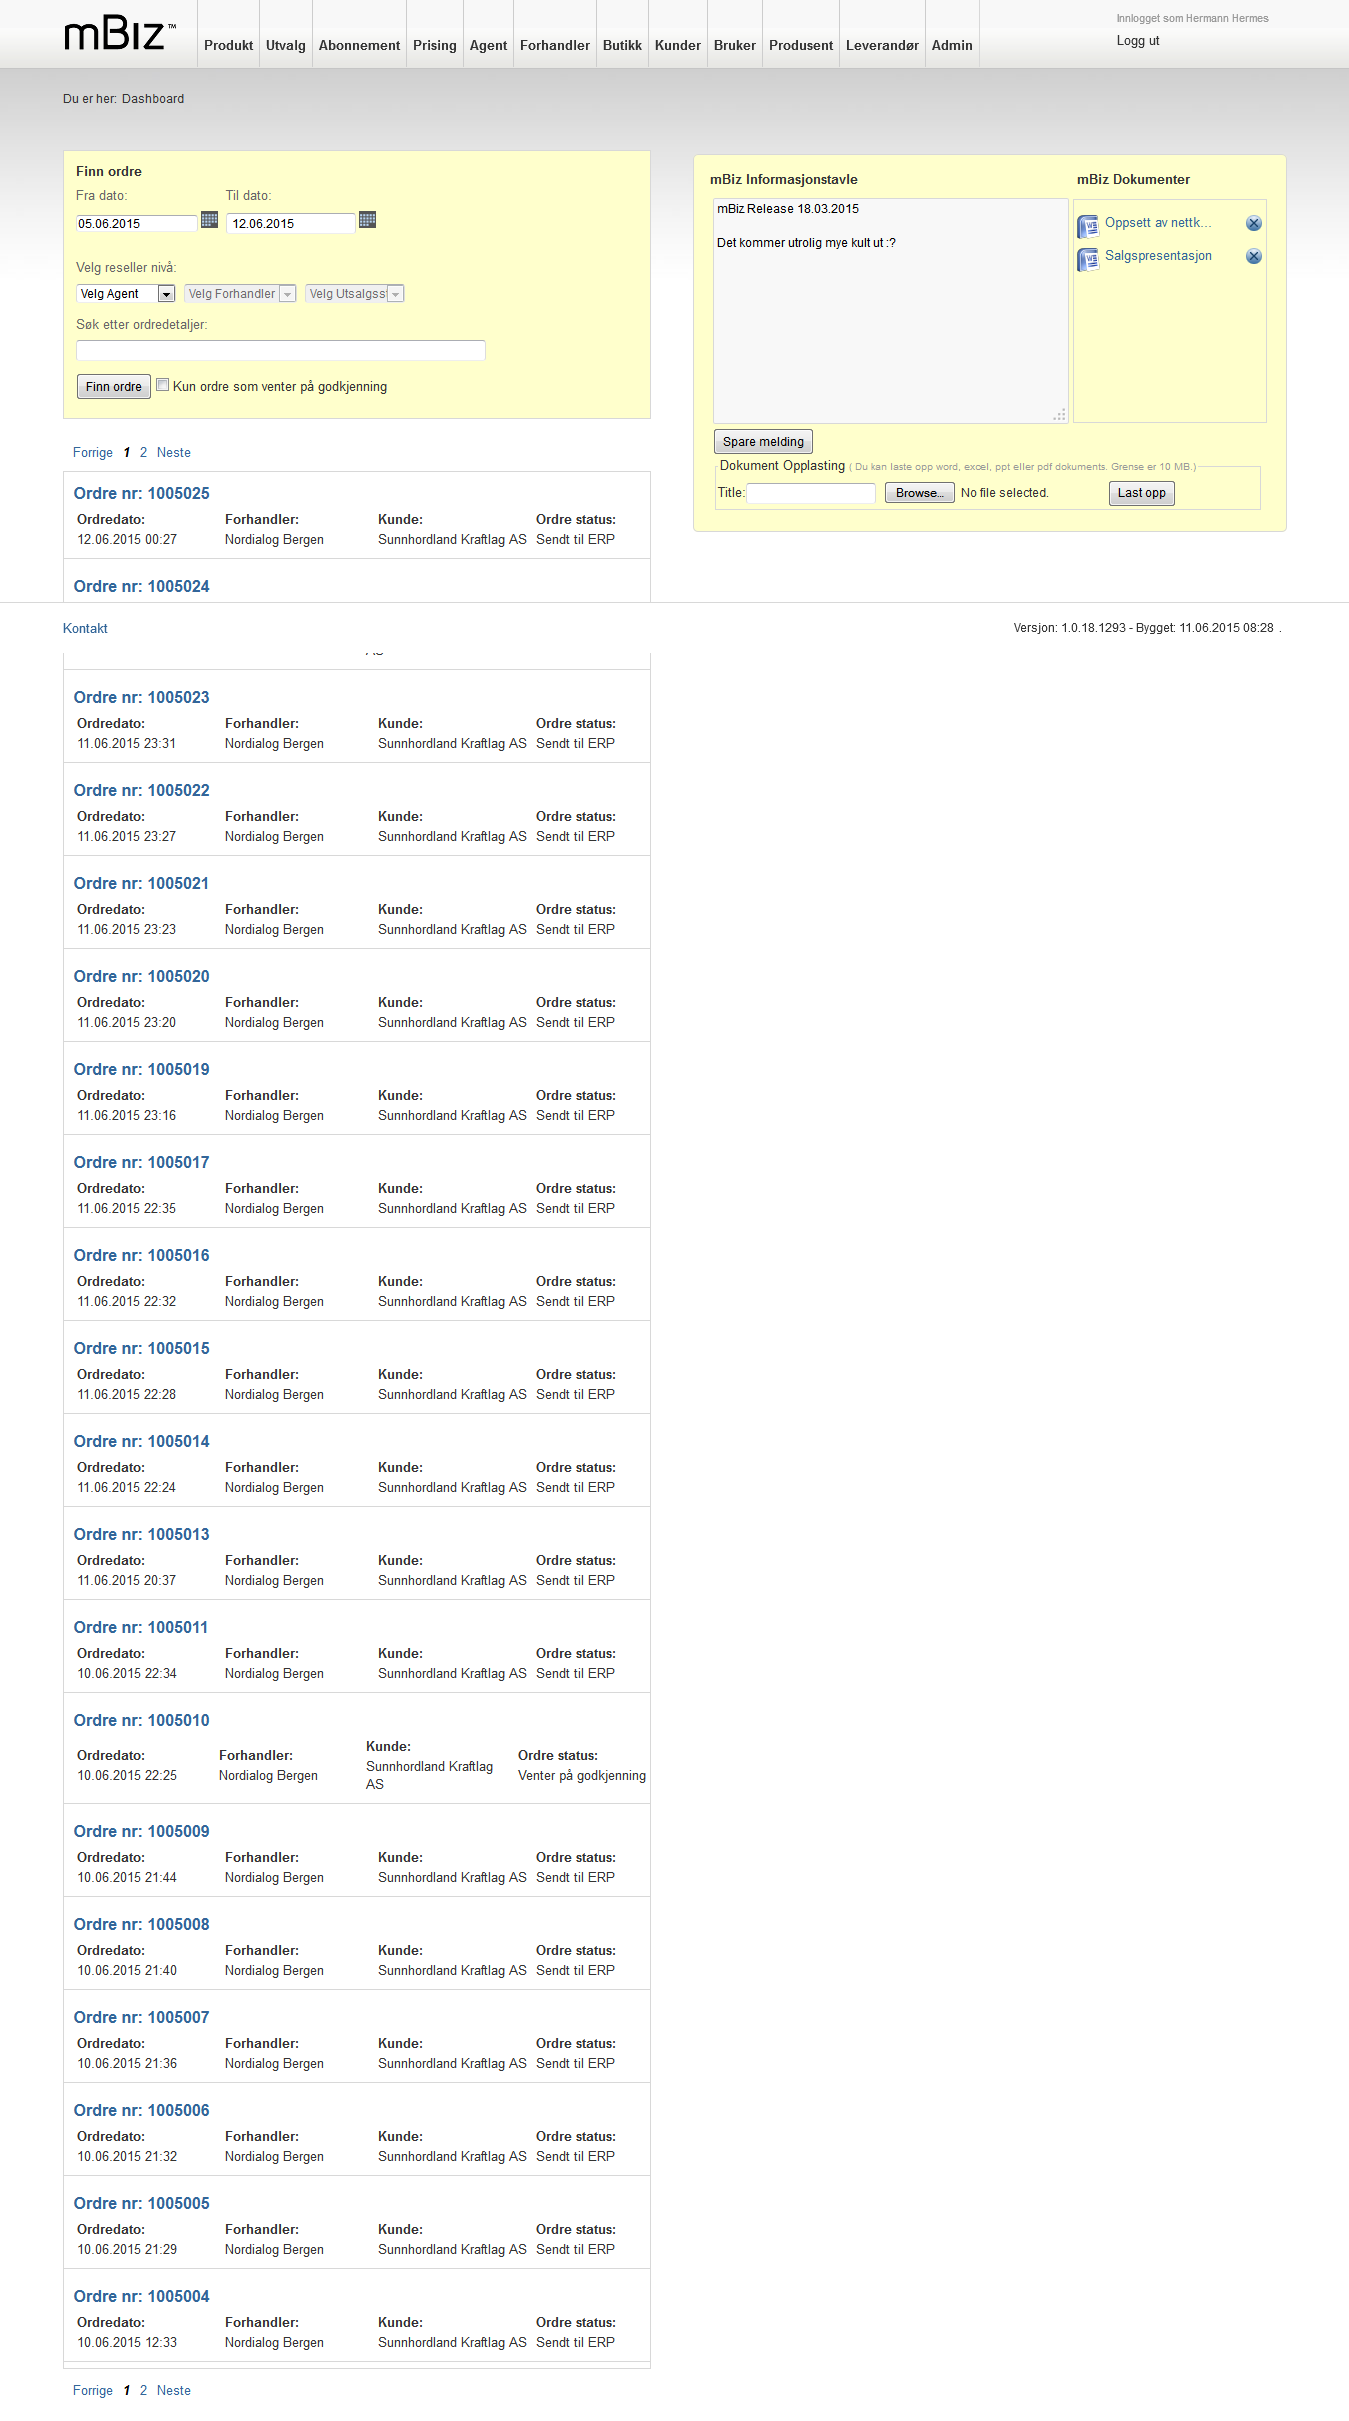 mBiz™
Produkt Utvalg Abonnement Prising Agent Forhandler Butikk Kunder Bruker Produsent Leverandør Admin
Innlogget som Hermann Hermes
Logg ut
Du er her: Dashboard
Finn ordre
Fra dato: Til dato:
05.06.2015 12.06.2015
Velg reseller nivå:
Velg Agent Velg Forhandler Velg Utsalgss
Søk etter ordredetaljer:
Finn ordre Kun ordre som venter på godkjenning
mBiz Informasjonstavle
mBiz Release 18.03.2015
Det kommer utrolig mye kult ut :?
mBiz Dokumenter
Oppsett av nettk...
Salgspresentasjon
Spare melding
Dokument Opplasting ( Du kan laste opp word, excel, ppt eller pdf dokuments. Grense er 10 MB.)
Title: Browse... No file selected. Last opp
Forrige 1 2 Neste
Ordre nr: 1005025
Ordredato: Forhandler: Kunde: Ordre status:
12.06.2015 00:27 Nordialog Bergen Sunnhordland Kraftlag AS Sendt til ERP
Ordre nr: 1005024
Kontakt
Versjon: 1.0.18.1293 - Bygget: 11.06.2015 08:28 .
Ordre nr: 1005023
Ordredato: Forhandler: Kunde: Ordre status:
11.06.2015 23:31 Nordialog Bergen Sunnhordland Kraftlag AS Sendt til ERP
Ordre nr: 1005022
Ordredato: Forhandler: Kunde: Ordre status:
11.06.2015 23:27 Nordialog Bergen Sunnhordland Kraftlag AS Sendt til ERP
Ordre nr: 1005021
Ordredato: Forhandler: Kunde: Ordre status:
11.06.2015 23:23 Nordialog Bergen Sunnhordland Kraftlag AS Sendt til ERP
Ordre nr: 1005020
Ordredato: Forhandler: Kunde: Ordre status:
11.06.2015 23:20 Nordialog Bergen Sunnhordland Kraftlag AS Sendt til ERP
Ordre nr: 1005019
Ordredato: Forhandler: Kunde: Ordre status:
11.06.2015 23:16 Nordialog Bergen Sunnhordland Kraftlag AS Sendt til ERP
Ordre nr: 1005017
Ordredato: Forhandler: Kunde: Ordre status:
11.06.2015 22:35 Nordialog Bergen Sunnhordland Kraftlag AS Sendt til ERP
Ordre nr: 1005016
Ordredato: Forhandler: Kunde: Ordre status:
11.06.2015 22:32 Nordialog Bergen Sunnhordland Kraftlag AS Sendt til ERP
Ordre nr: 1005015
Ordredato: Forhandler: Kunde: Ordre status:
11.06.2015 22:28 Nordialog Bergen Sunnhordland Kraftlag AS Sendt til ERP
Ordre nr: 1005014
Ordredato: Forhandler: Kunde: Ordre status:
11.06.2015 22:24 Nordialog Bergen Sunnhordland Kraftlag AS Sendt til ERP
Ordre nr: 1005013
Ordredato: Forhandler: Kunde: Ordre status:
11.06.2015 20:37 Nordialog Bergen Sunnhordland Kraftlag AS Sendt til ERP
Ordre nr: 1005011
Ordredato: Forhandler: Kunde: Ordre status:
10.06.2015 22:34 Nordialog Bergen Sunnhordland Kraftlag AS Sendt til ERP
Ordre nr: 1005010
Ordredato: Forhandler: Kunde: Ordre status:
10.06.2015 22:25 Nordialog Bergen Sunnhordland Kraftlag Venter på godkjenning
AS
Ordre nr: 1005009
Ordredato: Forhandler: Kunde: Ordre status:
10.06.2015 21:44 Nordialog Bergen Sunnhordland Kraftlag AS Sendt til ERP
Ordre nr: 1005008
Ordredato: Forhandler: Kunde: Ordre status:
10.06.2015 21:40 Nordialog Bergen Sunnhordland Kraftlag AS Sendt til ERP
Ordre nr: 1005007
Ordredato: Forhandler: Kunde: Ordre status:
10.06.2015 21:36 Nordialog Bergen Sunnhordland Kraftlag AS Sendt til ERP
Ordre nr: 1005006
Ordredato: Forhandler: Kunde: Ordre status:
10.06.2015 21:32 Nordialog Bergen Sunnhordland Kraftlag AS Sendt til ERP
Ordre nr: 1005005
Ordredato: Forhandler: Kunde: Ordre status:
10.06.2015 21:29 Nordialog Bergen Sunnhordland Kraftlag AS Sendt til ERP
Ordre nr: 1005004
Ordredato: Forhandler: Kunde: Ordre status:
10.06.2015 12:33 Nordialog Bergen Sunnhordland Kraftlag AS Sendt til ERP
Forrige 1 2 Neste